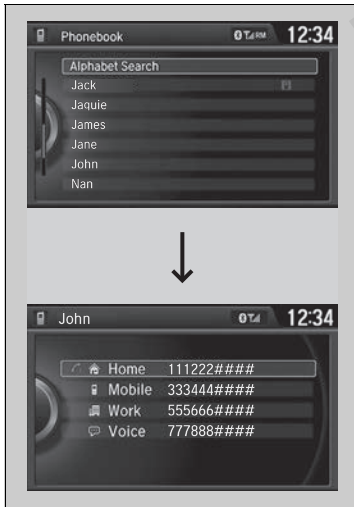 Phonebook 12:34
Alphabet Search
Jack
Jaquie
James
Jane
John
Nan
John 12:34
Home 111222####
Mobile 333444####
Work 555666####
Voice 777888####